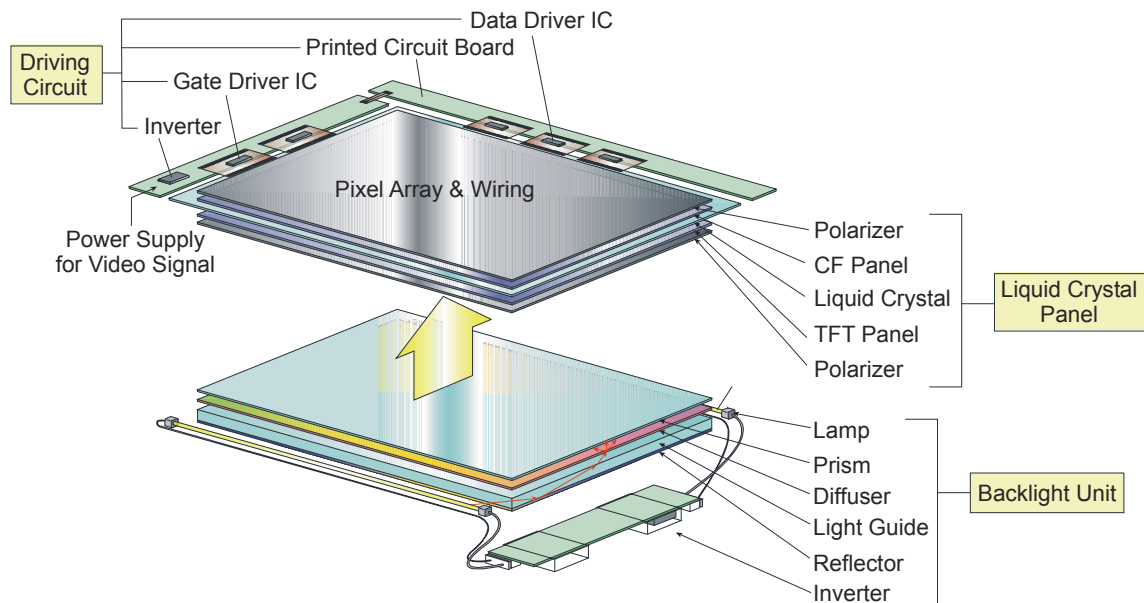 Data Driver IC
Printed Circuit Board
Driving
Circuit
Gate Driver IC
Inverter
Pixel Array & Wiring
Power Supply
for Video Signal
Polarizer
CF Panel
Liquid Crystal
TFT Panel
Polarizer
Liquid Crystal
Panel
Lamp
Prism
Diffuser
Light Guide
Reflector
Inverter
Backlight Unit